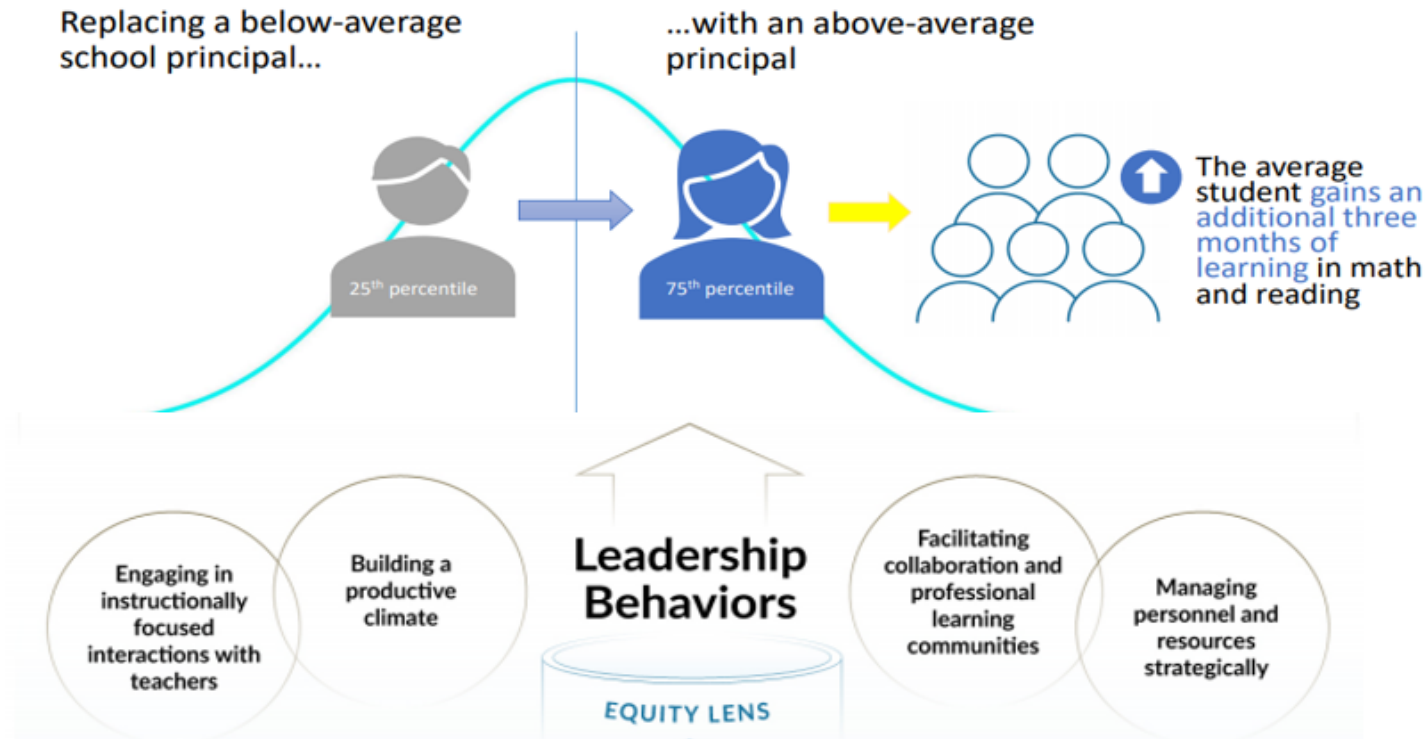 Replacing a below-average
school principal...
...with an above-average
principal
25th percentile
75th percentile
The average
student gains an
additional three
months of
learning in math
and reading
Engaging in
instructionally
focused
interactions with
teachers
Building a
productive
climate
Leadership
Behaviors
EQUITY LENS
Facilitating
collaboration and
professional
learning
communities
Managing
personnel and
resources
strategically